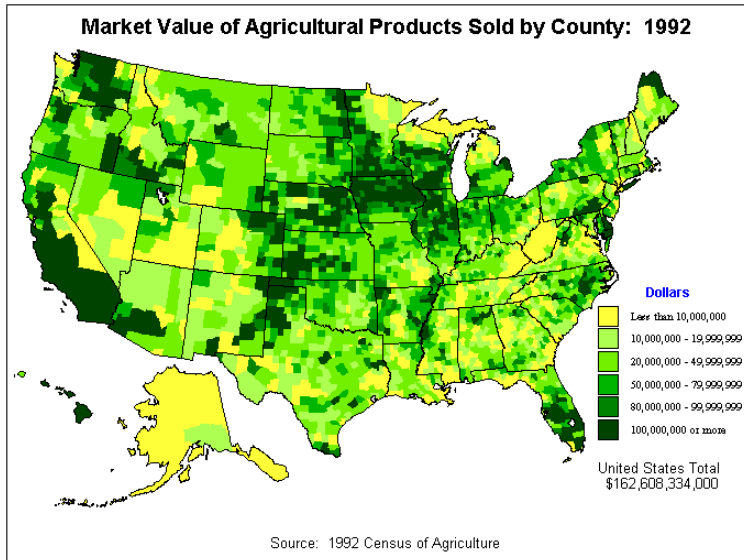 Market Value of Agricultural Products Sold by County: 1992
Dollars
Less than 10,000,000
10,000,000 - 19,999,999
20,000,000 - 49,999,999
50,000,000 - 79,999,999
80,000,000 - 99,999,999
100,000,000 or more
United States Total
$162,608,334,000
Source: 1992 Census of Agriculture